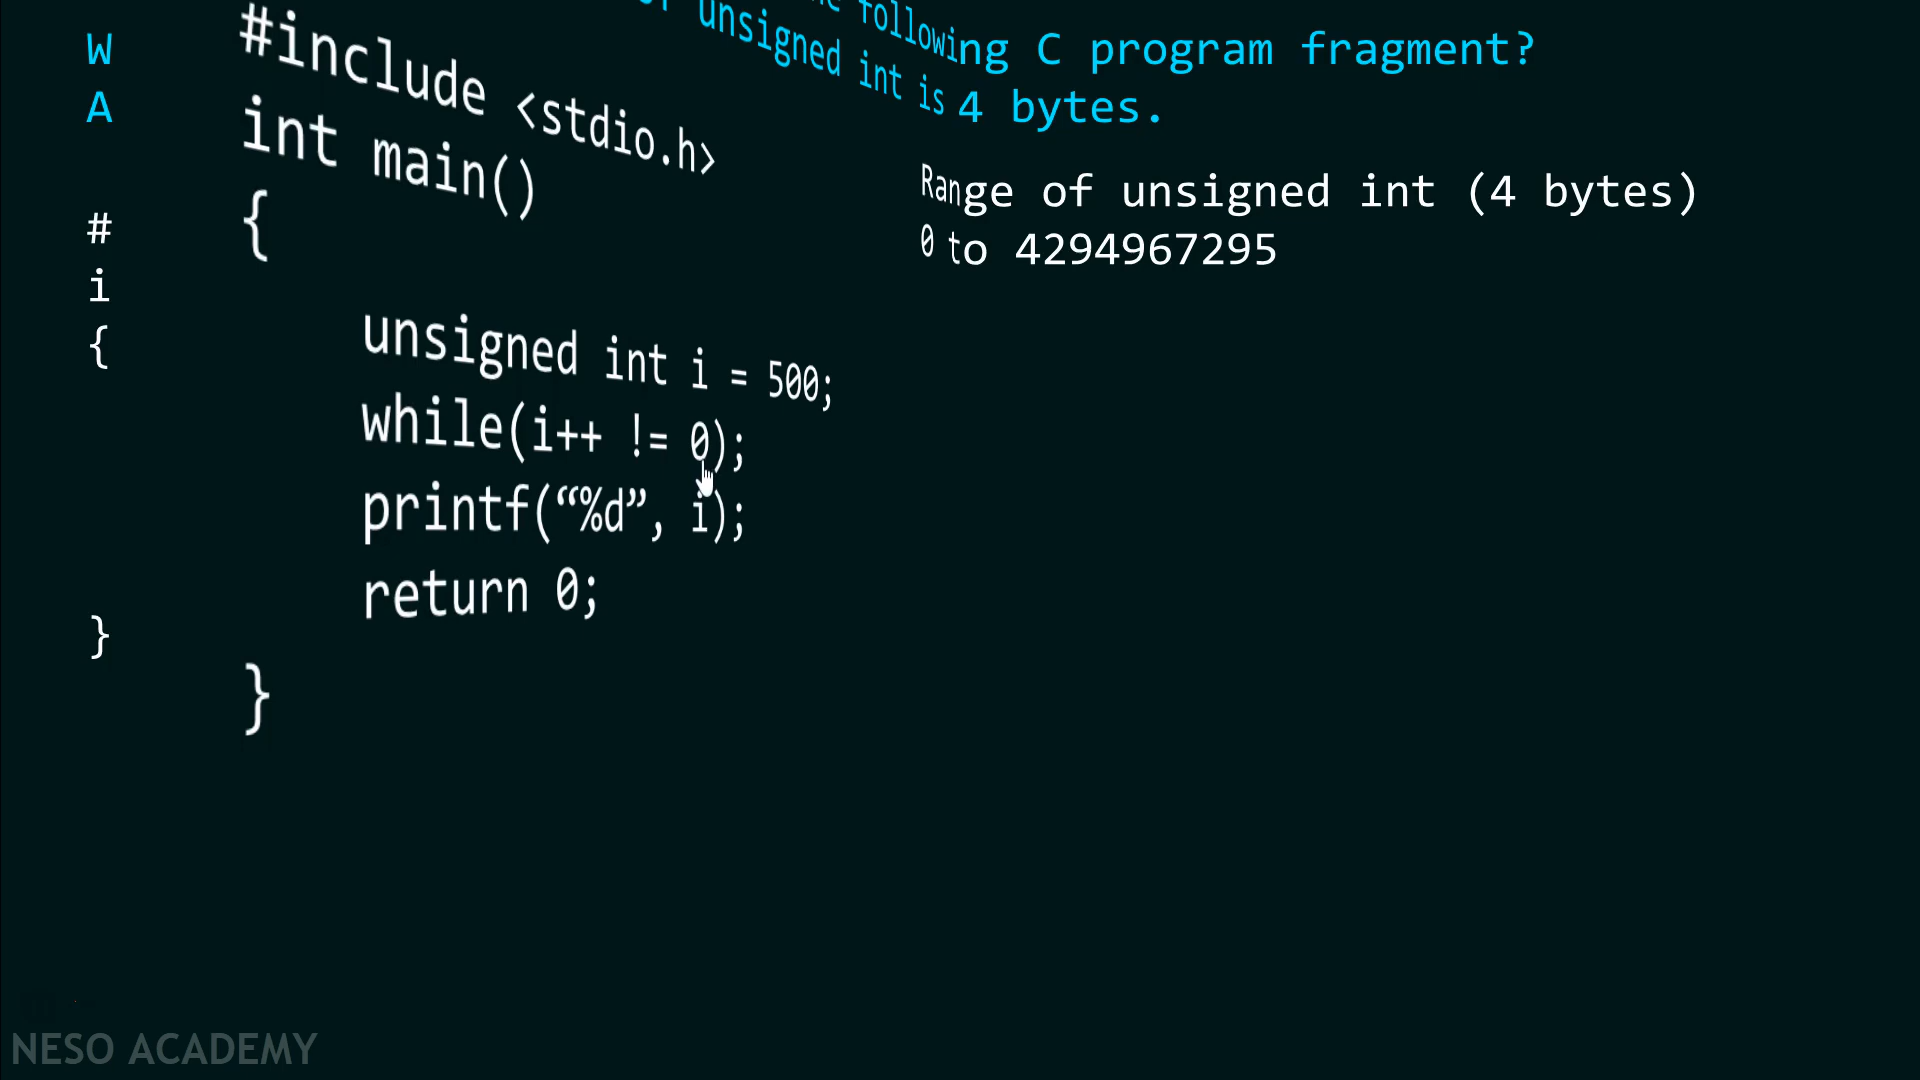 W
following C program fragment?
A
unsigned int is 4 bytes.
#include <stdio.h>
int main()
{
unsigned int i = 500;
while(i++ != 0);
printf(“%d”, i);
return 0;
}
Range of unsigned int (4 bytes)
0 to 4294967295
#
i
{
}
NESO ACADEMY